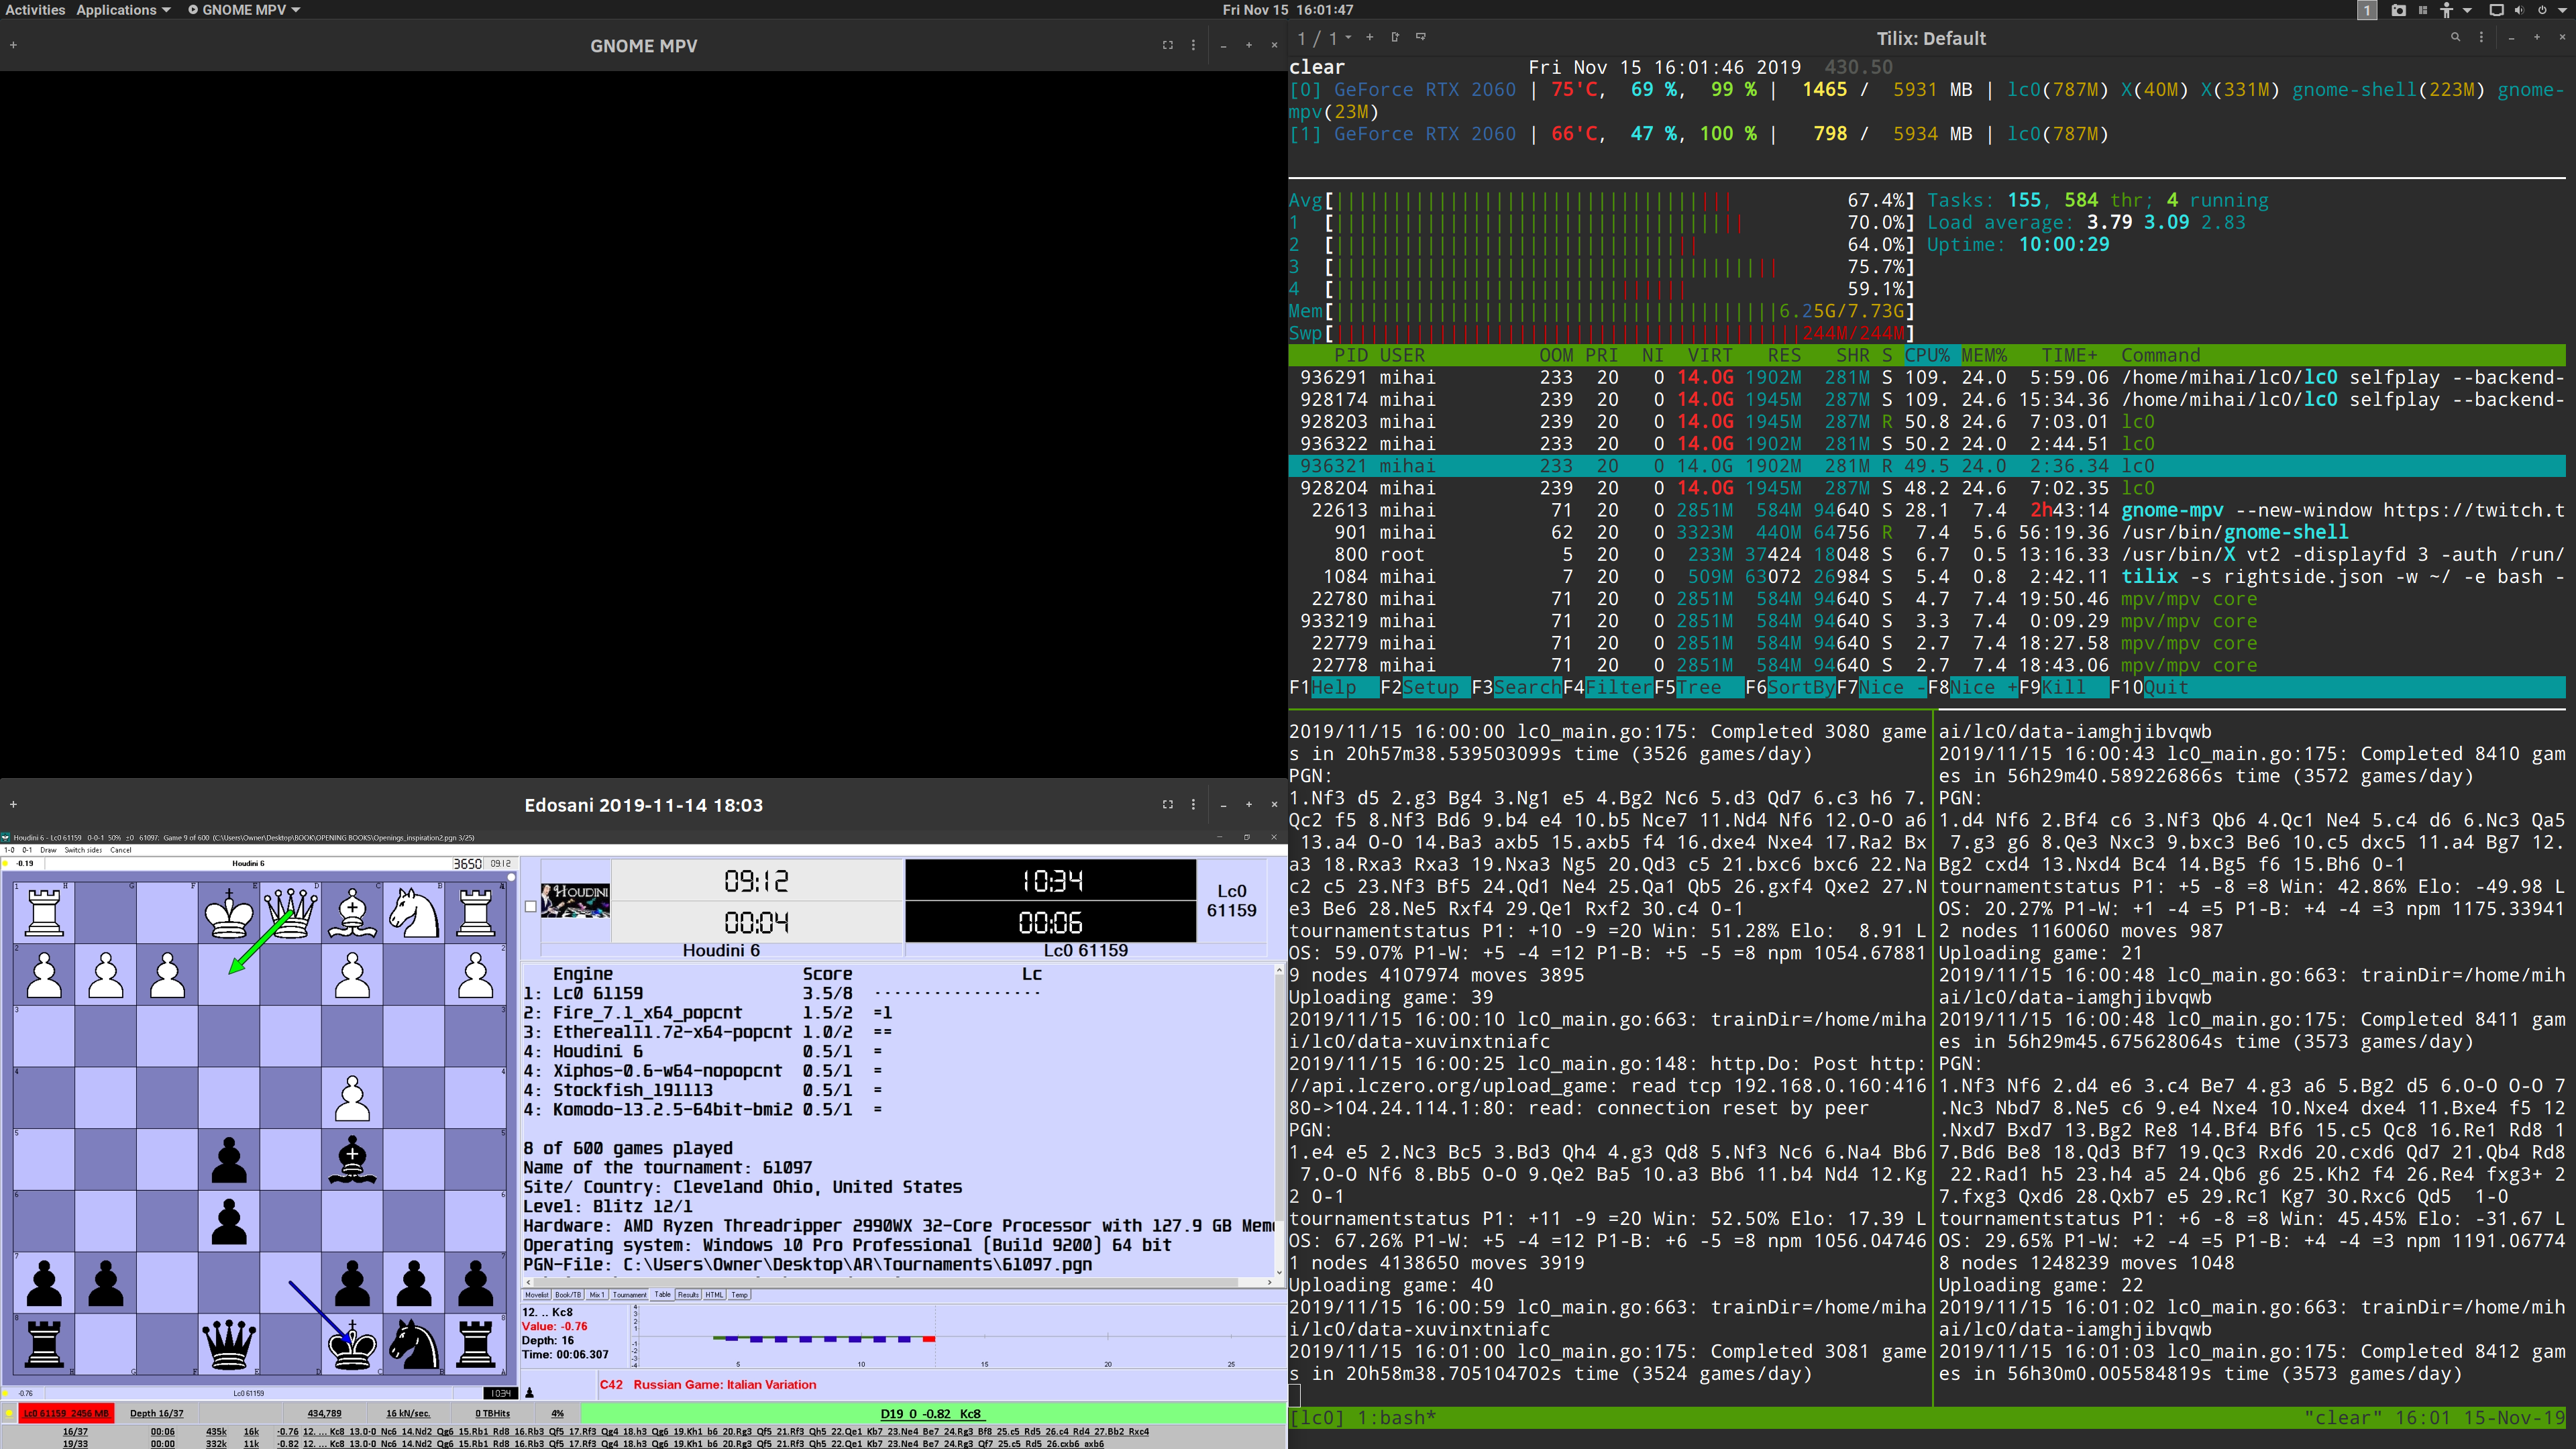 Activities Applications GNOME MPV Fri Nov 15 16:01:47 1
GNOME MPV
1 / 1 Tilix: Default
clear Fri Nov 15 16:01:46 2019 430.50
[0] GeForce RTX 2060 | 75'C, 69 %, 99 % | 1465 / 5931 MB | lc0(787M) X(40M) X(331M) gnome-shell(223M) gnome-
mpv(23M)
[1] GeForce RTX 2060 | 66'C, 47 %, 100 % | 798 / 5934 MB | lc0(787M)
Avg[ 67.4%] Tasks: 155, 584 thr; 4 running
1 [ 70.0%] Load average: 3.79 3.09 2.83
2 [ 64.0%] Uptime: 10:00:29
3 [ 75.7%]
4 [ 59.1%]
Mem[ 6.25G/7.73G]
Swp[ 244M/244M]
PID USER OOM PRI NI VIRT RES SHR S CPU% MEM% TIME+ Command
936291 mihai 233 20 0 14.0G 1902M 281M S 109. 24.0 5:59.06 /home/mihai/lc0/lc0 selfplay --backend-
928174 mihai 239 20 0 14.0G 1945M 287M S 109. 24.6 15:34.36 /home/mihai/lc0/lc0 selfplay --backend-
928203 mihai 239 20 0 14.0G 1945M 287M R 50.8 24.6 7:03.01 lc0
936322 mihai 233 20 0 14.0G 1902M 281M S 50.2 24.0 2:44.51 lc0
936321 mihai 233 20 0 14.0G 1902M 281M R 49.5 24.0 2:36.34 lc0
928204 mihai 239 20 0 14.0G 1945M 287M S 48.2 24.6 7:02.35 lc0
22613 mihai 71 20 0 2851M 584M 94640 S 28.1 7.4 2h43:14 gnome-mpv --new-window https://twitch.t
901 mihai 62 20 0 3323M 440M 64756 R 7.4 5.6 56:19.36 /usr/bin/gnome-shell
800 root 5 20 0 233M 37424 18048 S 6.7 0.5 13:16.33 /usr/bin/X vt2 -displayfd 3 -auth /run/
1084 mihai 7 20 0 509M 63072 26984 S 5.4 0.8 2:42.11 tilix -s rightside.json -w ~/ -e bash -
22780 mihai 71 20 0 2851M 584M 94640 S 4.7 7.4 19:50.46 mpv/mpv core
933219 mihai 71 20 0 2851M 584M 94640 S 3.3 7.4 0:09.29 mpv/mpv core
22779 mihai 71 20 0 2851M 584M 94640 S 2.7 7.4 18:27.58 mpv/mpv core
22778 mihai 71 20 0 2851M 584M 94640 S 2.7 7.4 18:43.06 mpv/mpv core
F1Help F2Setup F3SearchF4FilterF5Tree F6SortByF7Nice -F8Nice +F9Kill F10Quit
2019/11/15 16:00:00 lc0_main.go:175: Completed 3080 game
s in 20h57m38.539503099s time (3526 games/day)
PGN:
1.Nf3 d5 2.g3 Bg4 3.Ng1 e5 4.Bg2 Nc6 5.d3 Qd7 6.c3 h6 7.
Qc2 f5 8.Nf3 Bd6 9.b4 e4 10.b5 Nce7 11.Nd4 Nf6 12.O-O a6
13.a4 O-O 14.Ba3 axb5 15.axb5 f4 16.dxe4 Nxe4 17.Ra2 Bx
a3 18.Rxa3 Rxa3 19.Nxa3 Ng5 20.Qd3 c5 21.bxc6 bxc6 22.Na
c2 c5 23.Nf3 Bf5 24.Qd1 Ne4 25.Qa1 Qb5 26.gxf4 Qxe2 27.N
e3 Be6 28.Ne5 Rxf4 29.Qe1 Rxf2 30.c4 0-1
tournamentstatus P1: +10 -9 =20 Win: 51.28% Elo: 8.91 L
OS: 59.07% P1-W: +5 -4 =12 P1-B: +5 -5 =8 npm 1054.67881
9 nodes 4107974 moves 3895
Uploading game: 39
2019/11/15 16:00:10 lc0_main.go:663: trainDir=/home/miha
i/lc0/data-xuvinxtniafc
2019/11/15 16:00:25 lc0_main.go:148: http.Do: Post http:
//api.lczero.org/upload_game: read tcp 192.168.0.160:416
80->104.24.114.1:80: read: connection reset by peer
PGN:
1.e4 e5 2.Nc3 Bc5 3.Bd3 Qh4 4.g3 Qd8 5.Nf3 Nc6 6.Na4 Bb6
7.O-O Nf6 8.Bb5 O-O 9.Qe2 Ba5 10.a3 Bb6 11.b4 Nd4 12.Kg
2 0-1
tournamentstatus P1: +11 -9 =20 Win: 52.50% Elo: 17.39 L
OS: 67.26% P1-W: +5 -4 =12 P1-B: +6 -5 =8 npm 1056.04746
1 nodes 4138650 moves 3919
Uploading game: 40
2019/11/15 16:00:59 lc0_main.go:663: trainDir=/home/miha
i/lc0/data-xuvinxtniafc
2019/11/15 16:01:00 lc0_main.go:175: Completed 3081 game
s in 20h58m38.705104702s time (3524 games/day)
ai/lc0/data-iamghjibvqwb
2019/11/15 16:00:43 lc0_main.go:175: Completed 8410 gam
es in 56h29m40.589226866s time (3572 games/day)
PGN:
1.d4 Nf6 2.Bf4 c6 3.Nf3 Qb6 4.Qc1 Ne4 5.c4 d6 6.Nc3 Qa5
7.g3 g6 8.Qe3 Nxc3 9.bxc3 Be6 10.c5 dxc5 11.a4 Bg7 12.
Bg2 cxd4 13.Nxd4 Bc4 14.Bg5 f6 15.Bh6 0-1
tournamentstatus P1: +5 -8 =8 Win: 42.86% Elo: -49.98 L
OS: 20.27% P1-W: +1 -4 =5 P1-B: +4 -4 =3 npm 1175.33941
2 nodes 1160060 moves 987
Uploading game: 21
2019/11/15 16:00:48 lc0_main.go:663: trainDir=/home/mih
ai/lc0/data-iamghjibvqwb
2019/11/15 16:00:48 lc0_main.go:175: Completed 8411 gam
es in 56h29m45.675628064s time (3573 games/day)
PGN:
1.Nf3 Nf6 2.d4 e6 3.c4 Be7 4.g3 a6 5.Bg2 d5 6.O-O O-O 7
.Nc3 Nbd7 8.Ne5 c6 9.e4 Nxe4 10.Nxe4 dxe4 11.Bxe4 f5 12
.Nxd7 Bxd7 13.Bg2 Re8 14.Bf4 Bf6 15.c5 Qc8 16.Re1 Rd8 1
7.Bd6 Be8 18.Qd3 Bf7 19.Qc3 Rxd6 20.cxd6 Qd7 21.Qb4 Rd8
22.Rad1 h5 23.h4 a5 24.Qb3 g6 25.Kh2 f4 26.Re4 fxg3+ 2
7.fxg3 Qxd6 28.Qxb7 e5 29.Rc1 Kg7 30.Rxc6 Qd5 1-0
tournamentstatus P1: +6 -8 =8 Win: 45.45% Elo: -31.67 L
OS: 29.65% P1-W: +2 -4 =5 P1-B: +4 -4 =3 npm 1191.06774
8 nodes 1248239 moves 1048
Uploading game: 22
2019/11/15 16:01:02 lc0_main.go:663: trainDir=/home/mih
ai/lc0/data-iamghjibvqwb
2019/11/15 16:01:03 lc0_main.go:175: Completed 8412 gam
es in 56h30m0.005584819s time (3573 games/day)
[lc0] 1:bash* "clear" 16:01 15-Nov-19
Edosani 2019-11-14 18:03
Houdini 6 - Lc0 61159 0-0-1 50% ±0 61097: Game 9 of 600 (C:\Users\Owner\Desktop\BOOK\OPENING BOOKS\Openings_inspiration2.pgn 3/25)
1-0 0-1 Draw Switch sides Cancel
-0.19 Houdini 6 3650 09:12
HOUDINI
09:12 10:34
00:04 00:06
Houdini 6 Lc0 61159
Lc0
61159
Engine Score Lc
1: Lc0 61159 3.5/8 - - - - - - - - - - - - - - - - -
2: Fire_7.1_x64_popcnt 1.5/2 =1
3: Ethereal11.72-x64-popcnt 1.0/2 ==
4: Houdini 6 0.5/1 =
4: Xiphos-0.6-w64-nopopcnt 0.5/1 =
4: Stockfish_191113 0.5/1 =
4: Komodo-13.2.5-64bit-bmi2 0.5/1 =
8 of 600 games played
Name of the tournament: 61097
Site/ Country: Cleveland Ohio, United States
Level: Blitz 12/1
Hardware: AMD Ryzen Threadripper 2990WX 32-Core Processor with 127.9 GB Mem
Operating system: Windows 10 Pro Professional (Build 9200) 64 bit
PGN-File: C:\Users\Owner\Desktop\AR\Tournaments\61097.pgn
Movelist Book/TB Mix 1 Tournament Table Results HTML Temp
12. .. Kc8
Value: -0.76
Depth: 16
Time: 00:06.307
5 10 15 20 25
C42 Russian Game: Italian Variation
-0.76 Lc0 61159 10:34
Lc0 61159 2456 MB Depth 16/37 434,789 16 kN/sec. 0 TBHits 4% D19 0 -0.82 Kc8
16/37 00:06 435k 16k -0.76 12. ... Kc8 13.0-0 Nc6 14.Nd2 Qg6 15.Rb1 Rd8 16.Rb3 Qf5 17.Rf3 Qg4 18.h3 Qg6 19.Kh1 b6 20.Rg3 Qf5 21.Rf3 Qh5 22.Qe1 Kb7 23.Ne4 Be7 24.Rg3 Bf8 25.c5 Rd5 26.c4 Rd4 27.Bb2 Rxc4
19/33 00:00 332k 11k -0.82 12. ... Kc8 13.0-0 Nc6 14.Nd2 Qg6 15.Rb1 Rd8 16.Rb3 Qf5 17.Rf3 Qg4 18.h3 Qg6 19.Kh1 b6 20.Rg3 Qf5 21.Rf3 Qh5 22.Qe1 Kb7 23.Ne4 Be7 24.Rg3 Qf7 25.c5 Rd5 26.cxb6 axb6